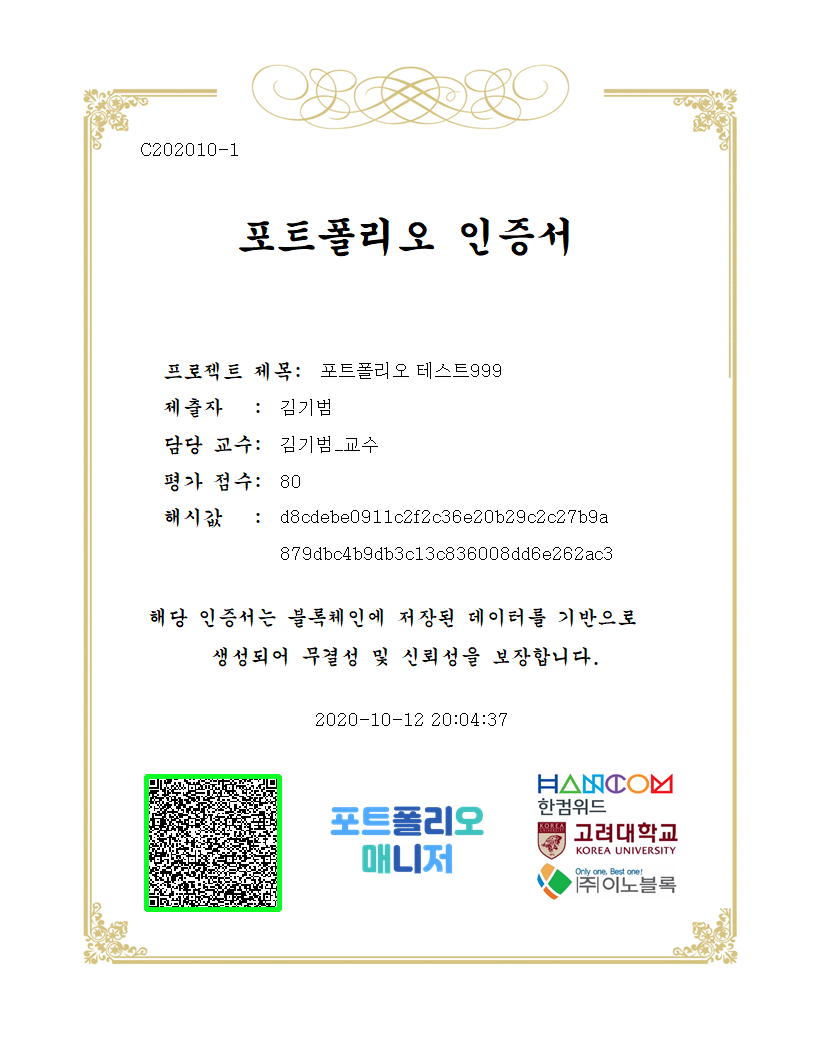 C202010-1
포트폴리오 인증서
프로젝트 제목: 포트폴리오 테스트999
제출자 : 김기범
담당 교수: 김기범_교수
평가 점수: 80
해시값 : d8cdebe0911c2f2c36e20b29c2c27b9a
879dbc4b9db3c13c836008dd6e262ac3
해당 인증서는 블록체인에 저장된 데이터를 기반으로
생성되어 무결성 및 신뢰성을 보장합니다.
2020-10-12 20:04:37
포트폴리오
매니저
HANCOM
한컴위드
KOREA
고려대학교
KOREA UNIVERSITY
Only one, Best one!
(주)이노블록